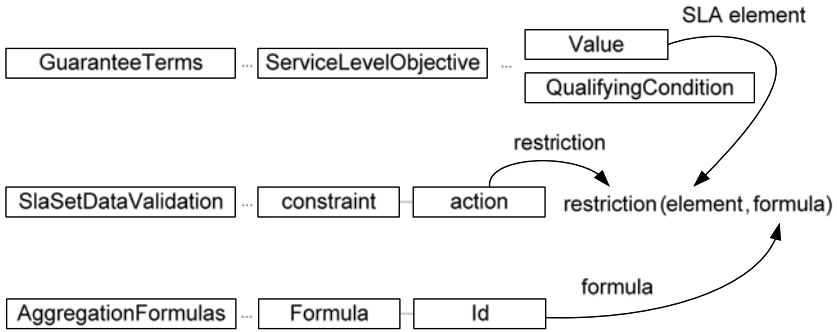 SLA element
Value
GuaranteeTerms ... ServiceLevelObjective ...
QualifyingCondition
restriction
SlaSetDataValidation ... constraint action restriction(element,formula)
formula
AggregationFormulas ... Formula Id